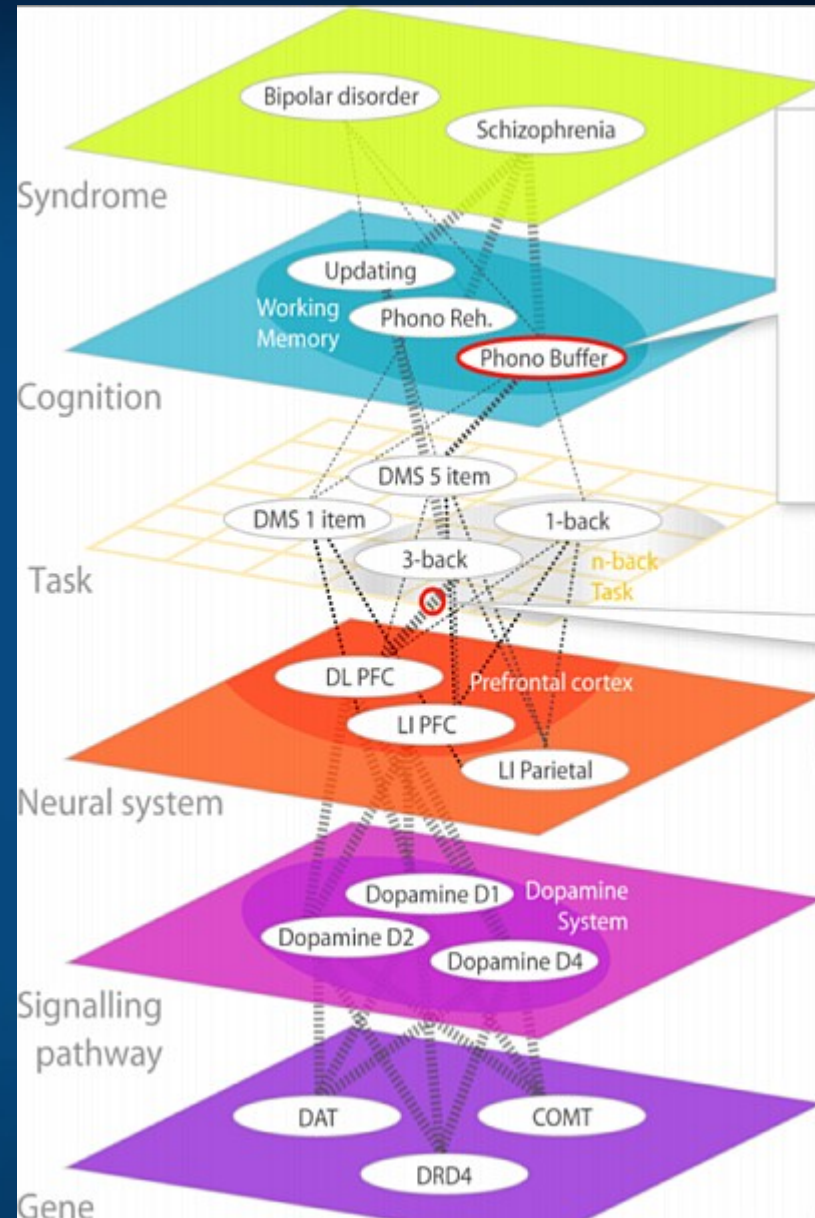 Bipolar disorder
Schizophrenia
Syndrome
Updating
Working
Memory
Phono Reh.
Phono Buffer
Cognition
DMS 5 item
DMS 1 item
1-back
3-back
n-back
Task
Task
DL PFC
Prefrontal cortex
LI PFC
LI Parietal
Neural system
Dopamine D1
Dopamine
System
Dopamine D2
Dopamine D4
Signalling
pathway
DAT
COMT
DRD4
Gene